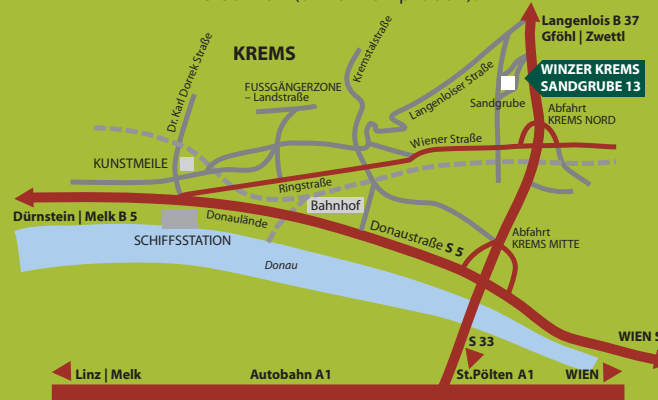 Langenlois B 37
Gföhl | Zwettl
KREMS
Kremstalstraße
Dr. Karl Dorrek Straße
WINZER KREMS
SANDGRUBE 13
FUSSGÄNGERZONE
– Landstraße
Langenloiser Straße
Sandgrube
Abfahrt
KREMS NORD
Wiener Straße
KUNSTMEILE
Ringstraße
Bahnhof
Dürnstein | Melk B 5
Donaulände
Donaustraße S 5
Abfahrt
KREMS MITTE
SCHIFFSSTATION
Donau
WIEN S
S 33
Linz | Melk
Autobahn A1
St.Pölten A1
WIEN